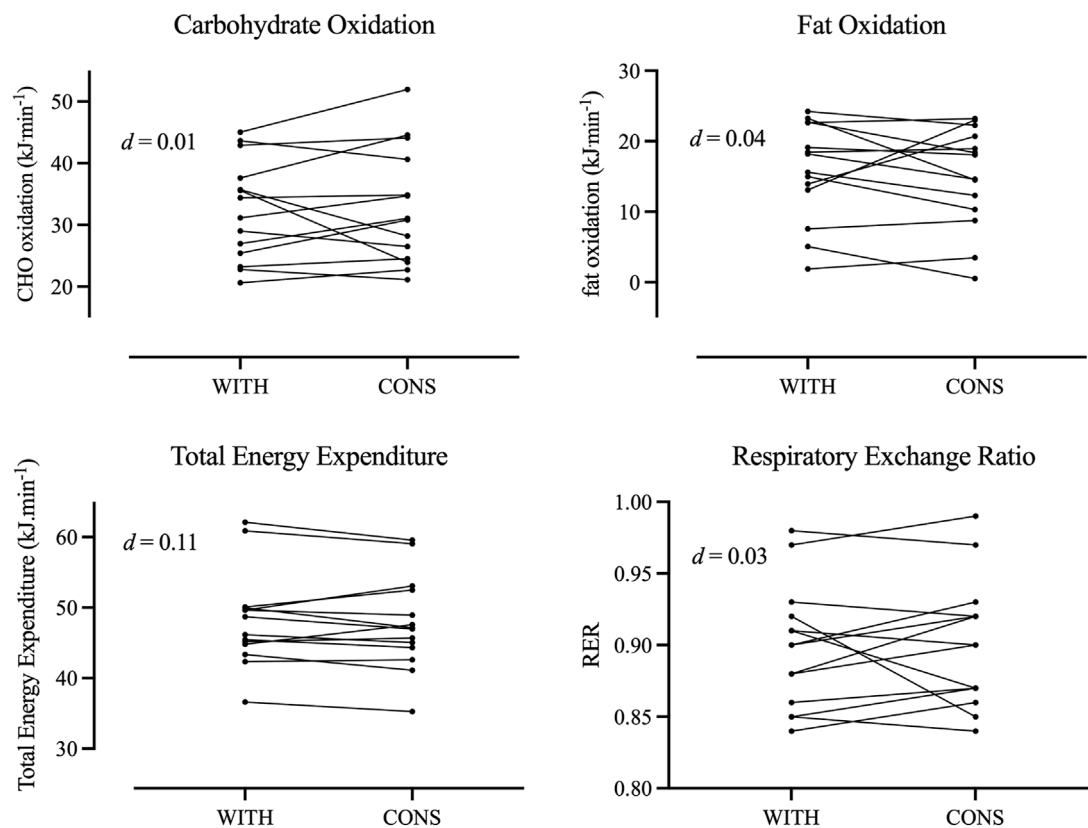 Carbohydrate Oxidation
CHO oxidation (kJ·min⁻¹)
50
40
30
20
d = 0.01
WITH
CONS
Fat Oxidation
fat oxidation (kJ·min⁻¹)
30
20
10
0
d = 0.04
WITH
CONS
Total Energy Expenditure
Total Energy Expenditure (kJ.min⁻¹)
60
50
40
30
d = 0.11
WITH
CONS
Respiratory Exchange Ratio
RER
1.00
0.95
0.90
0.85
0.80
d = 0.03
WITH
CONS